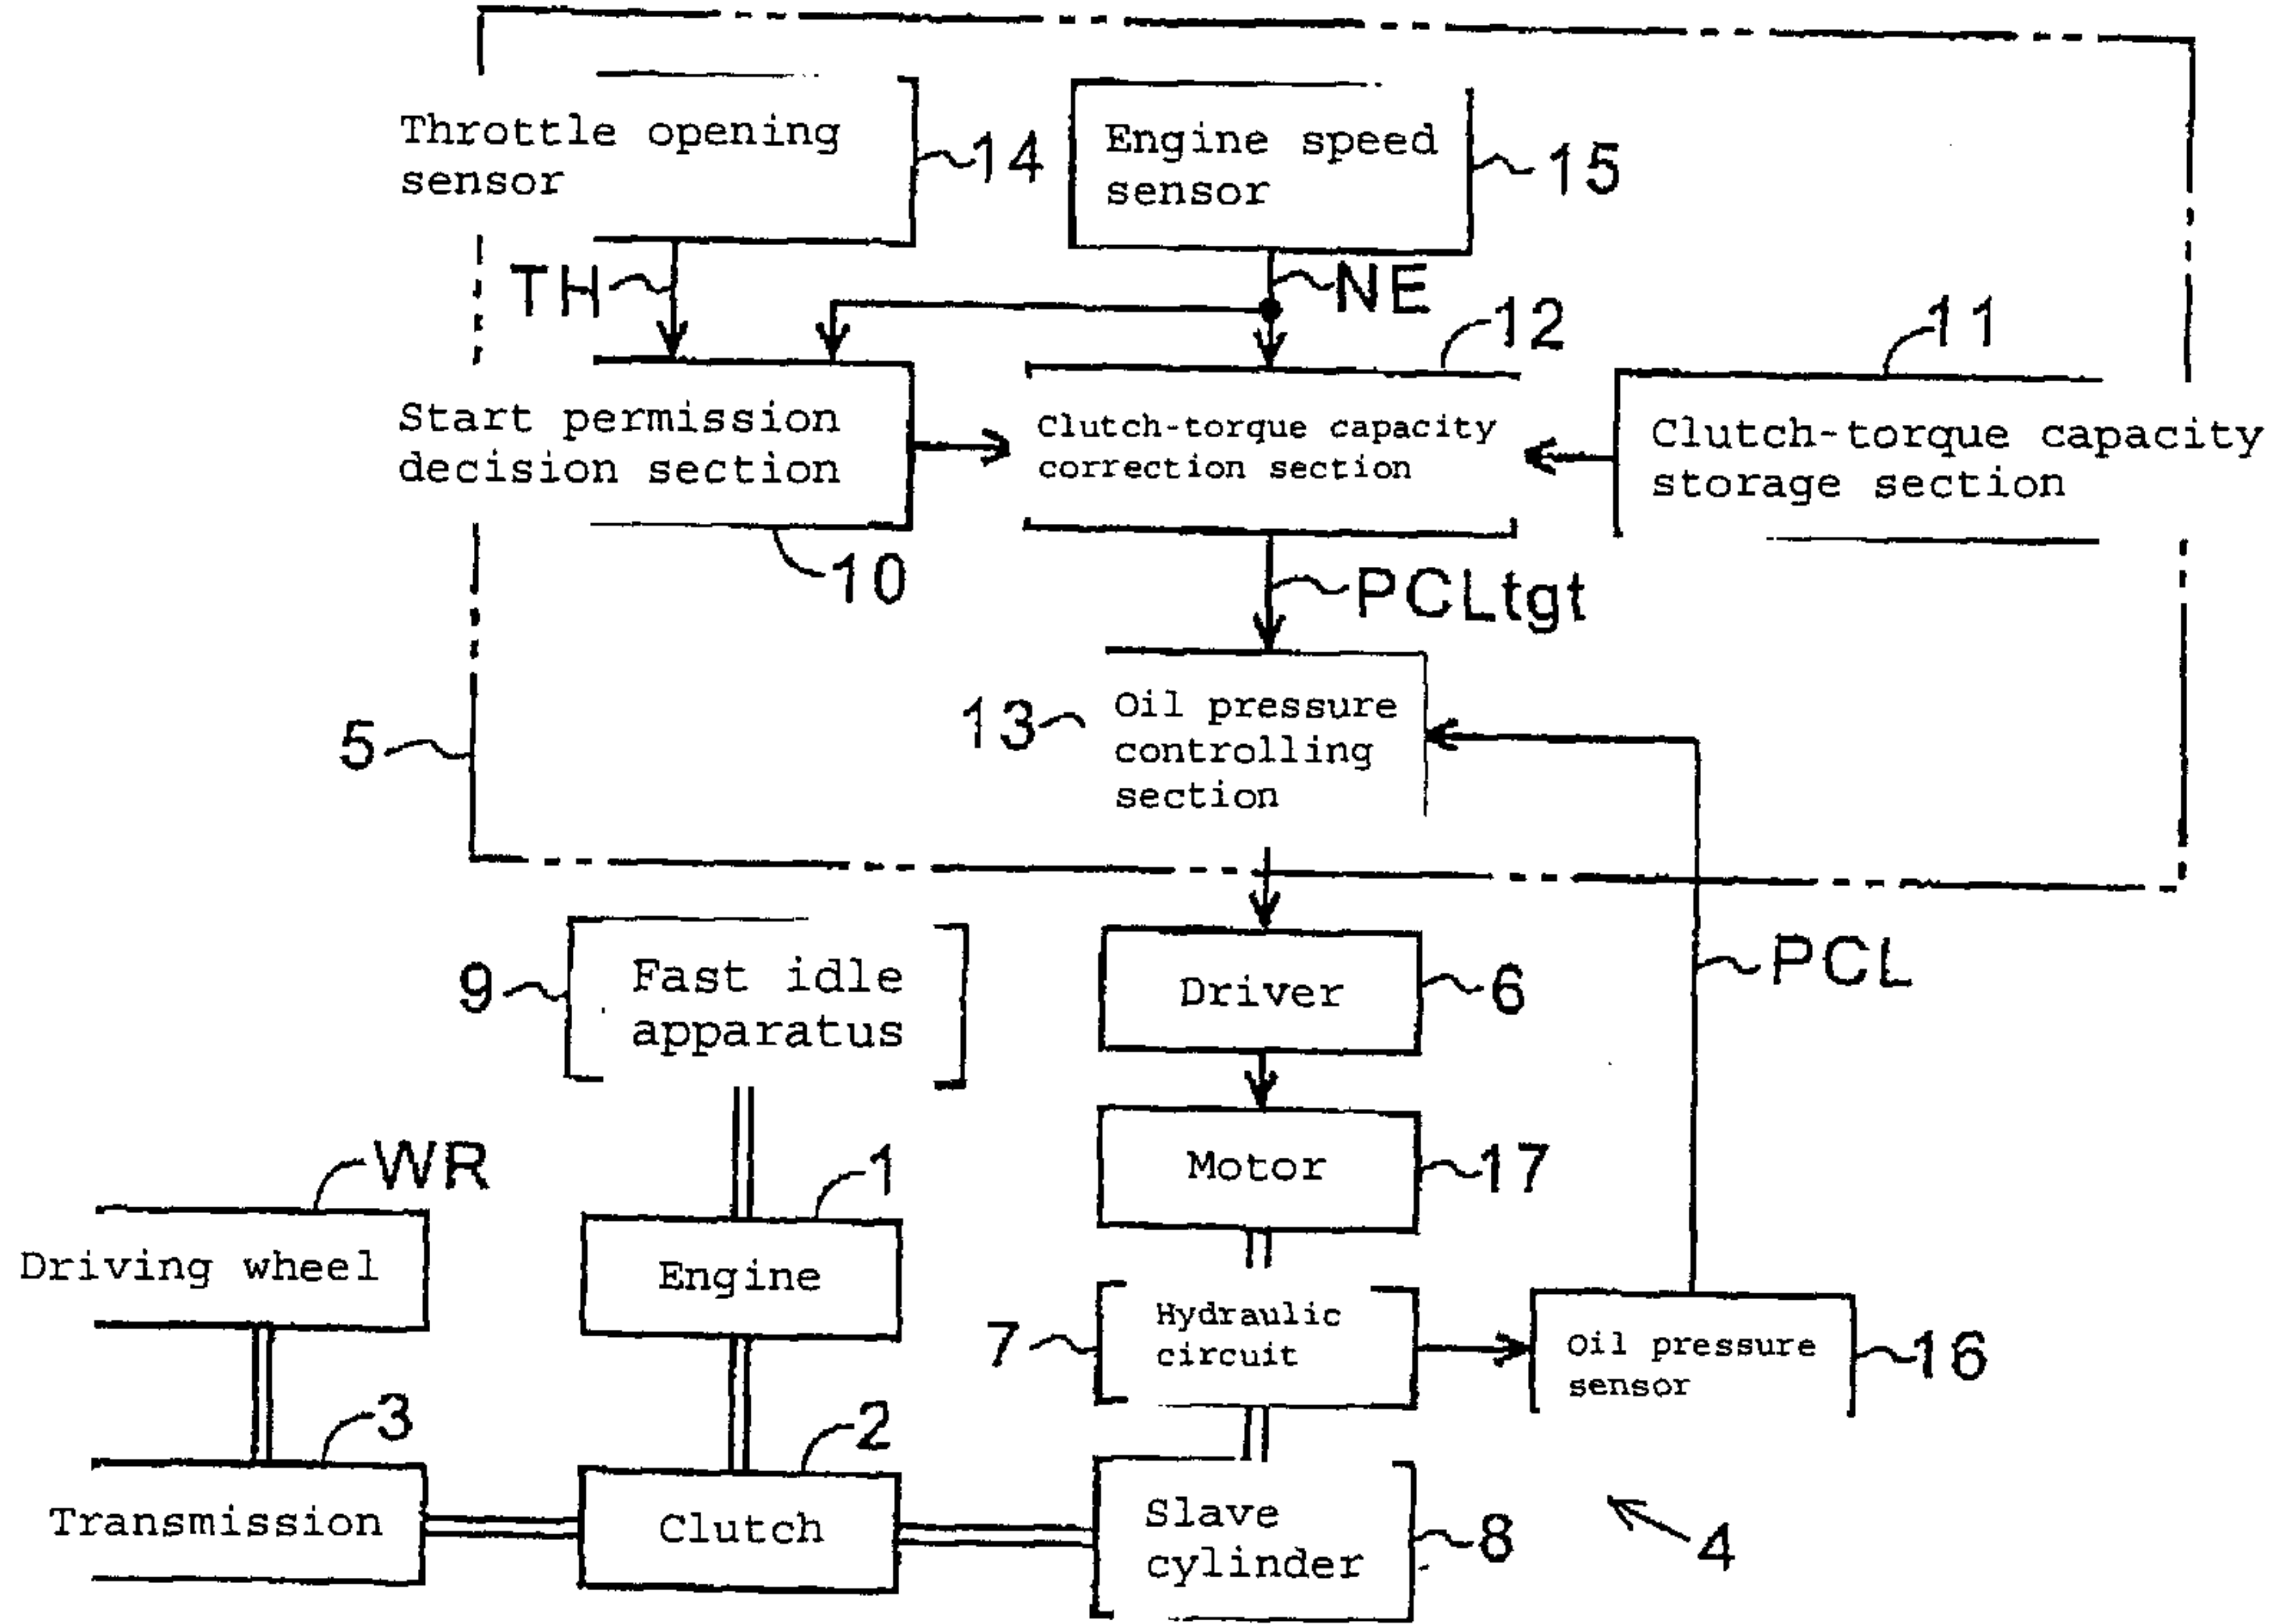 Throttle opening
sensor
14
Engine speed
sensor
15
TH
NE
12
11
Start permission
decision section
Clutch-torque capacity
correction section
Clutch-torque capacity
storage section
10
PCLtgt
13
Oil pressure
controlling
section
5
9
Fast idle
apparatus
Driver
6
PCL
WR
1
Motor
17
Driving wheel
Engine
7
Hydraulic
circuit
Oil pressure
sensor
16
3
2
Transmission
Clutch
Slave
cylinder
8
4